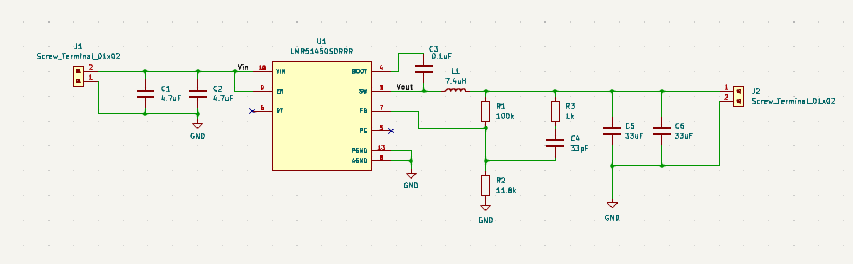 J1
Screw_Terminal_01x02
2
1
C1
4.7uF
C2
4.7uF
GND
Vin
U1
LMR51450SDRRR
10
VIN
9
EN
6
RT
BOOT
4
SW
FB
7
PG
5
PGND
13
AGND
8
GND
C3
0.1uF
Vout
L1
7.4uH
R1
100k
R2
11.8k
GND
R3
1k
C4
33pF
C5
33uF
C6
33uF
GND
1
2
J2
Screw_Terminal_01x02